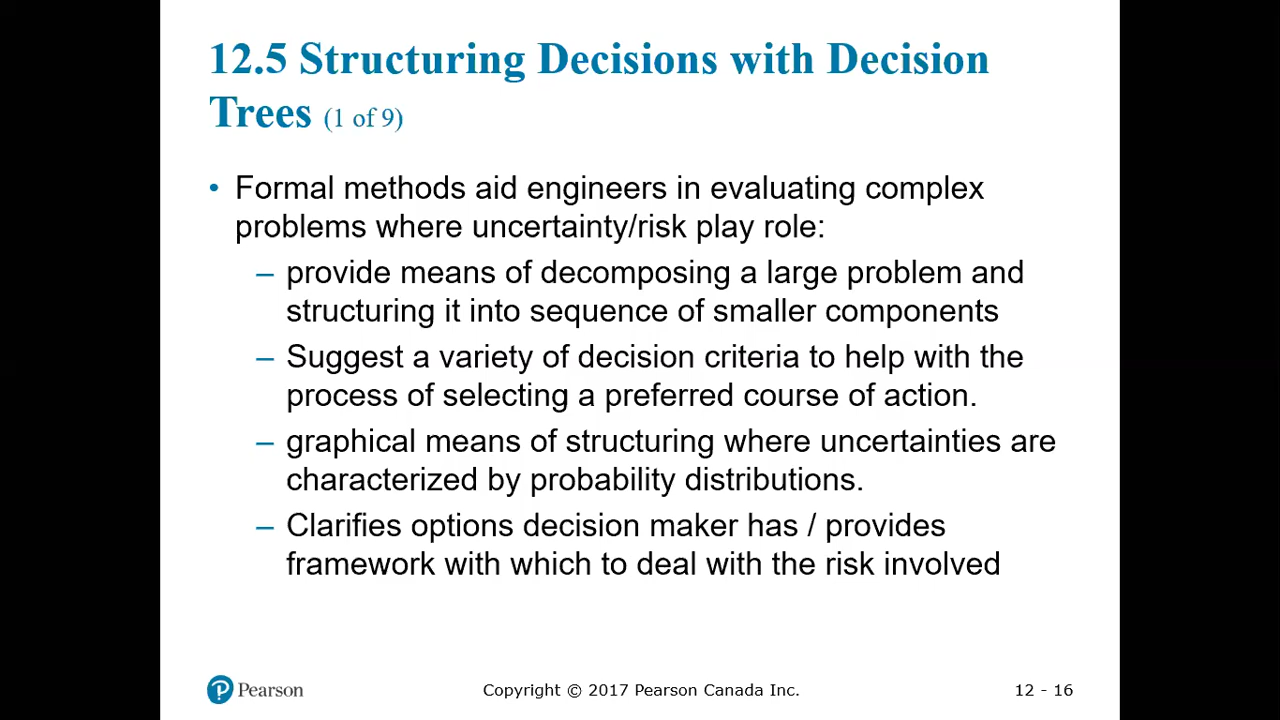 12.5 Structuring Decisions with Decision
Trees (1 of 9)
• Formal methods aid engineers in evaluating complex
problems where uncertainty/risk play role:
– provide means of decomposing a large problem and
structuring it into sequence of smaller components
– Suggest a variety of decision criteria to help with the
process of selecting a preferred course of action.
– graphical means of structuring where uncertainties are
characterized by probability distributions.
– Clarifies options decision maker has / provides
framework with which to deal with the risk involved
P Pearson
Copyright © 2017 Pearson Canada Inc.
12 - 16